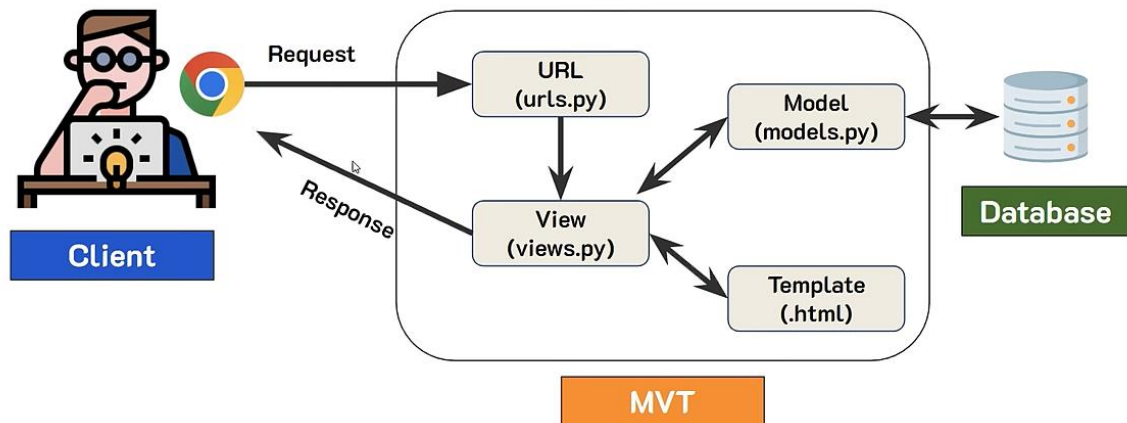 Request
URL
(urls.py)
Model
(models.py)
Response
View
(views.py)
Database
Client
Template
(.html)
MVT